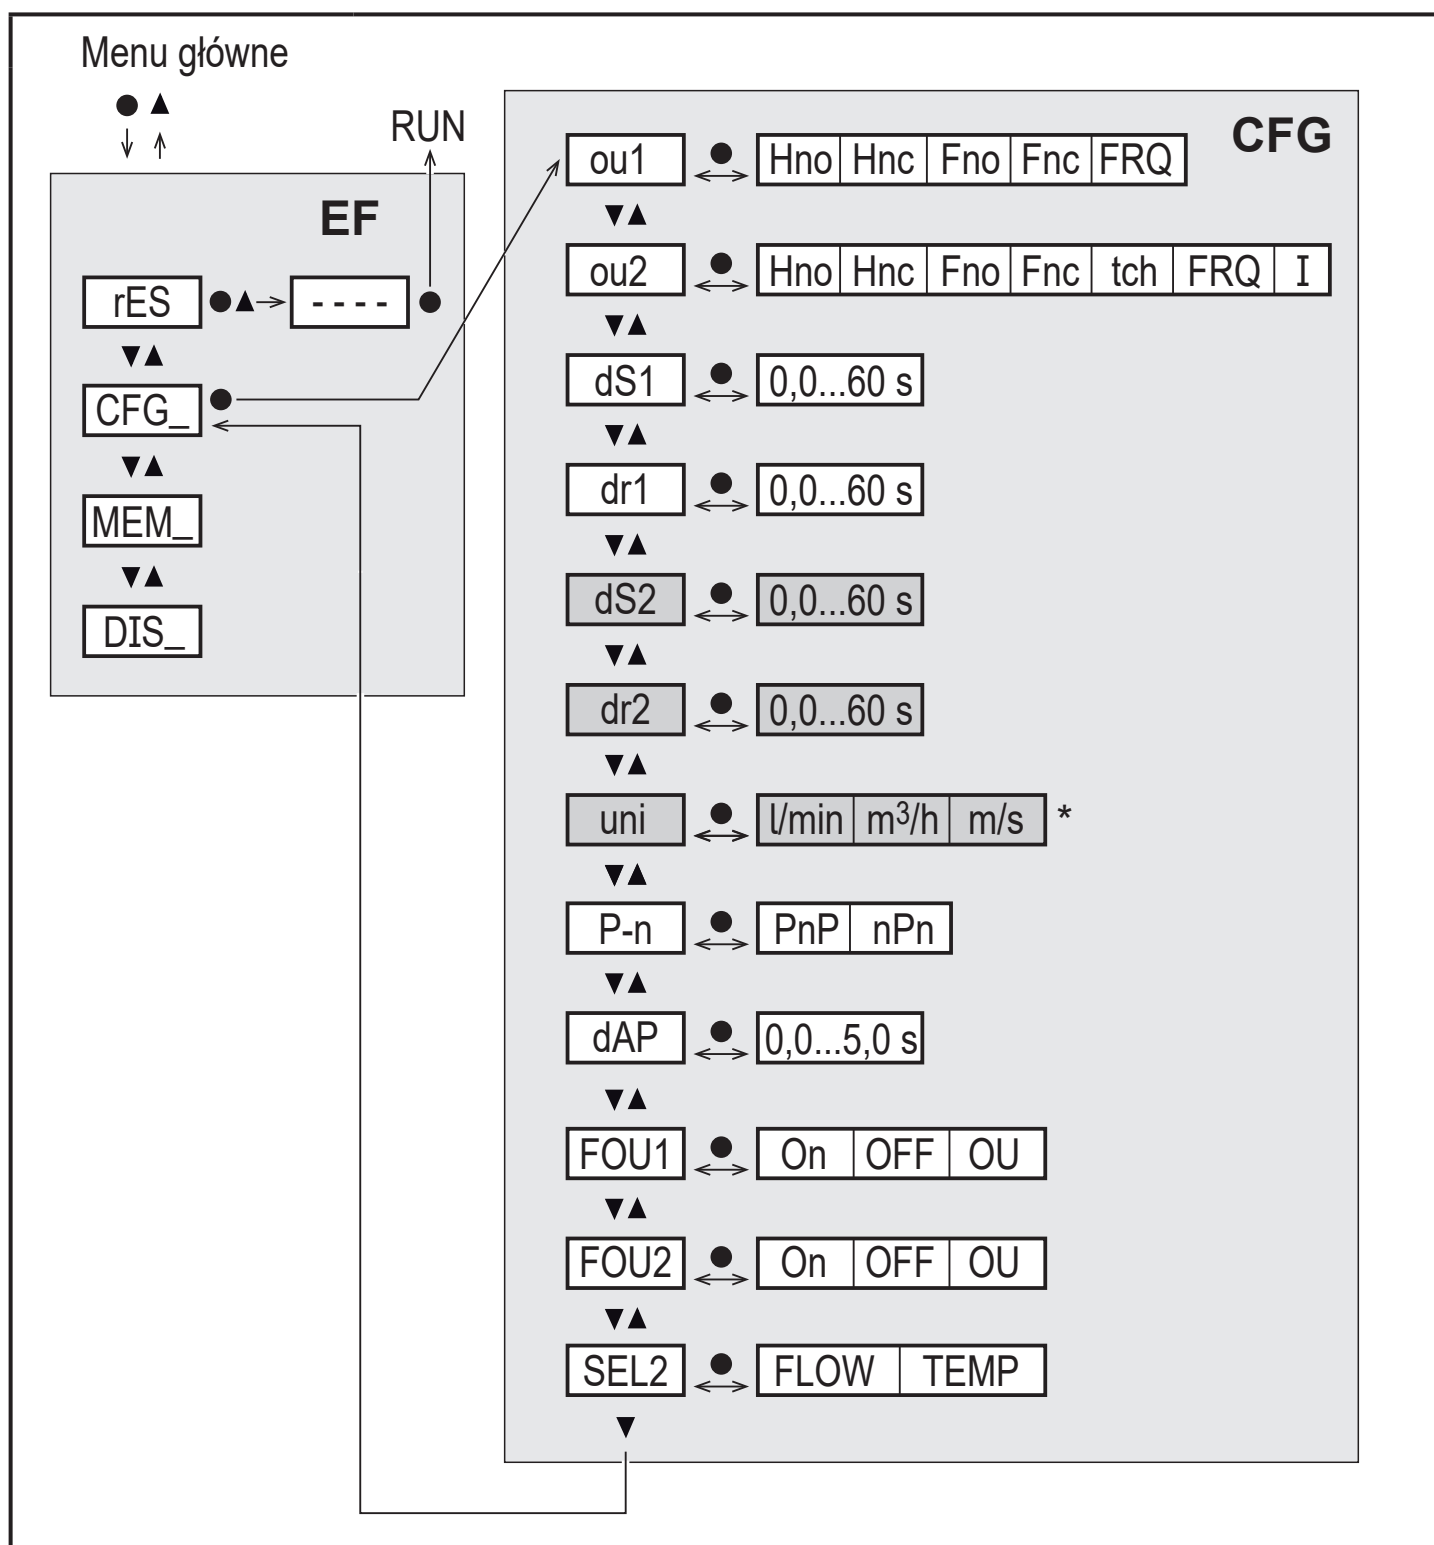 Menu główne
RUN
EF
rES - - - -
CFG_
MEM_
DIS_
CFG
ou1 Hno Hnc Fno Fnc FRQ
ou2 Hno Hnc Fno Fnc tch FRQ I
dS1 0,0...60 s
dr1 0,0...60 s
dS2 0,0...60 s
dr2 0,0...60 s
uni l/min m³/h m/s *
P-n PnP nPn
dAP 0,0...5,0 s
FOU1 On OFF OU
FOU2 On OFF OU
SEL2 FLOW TEMP